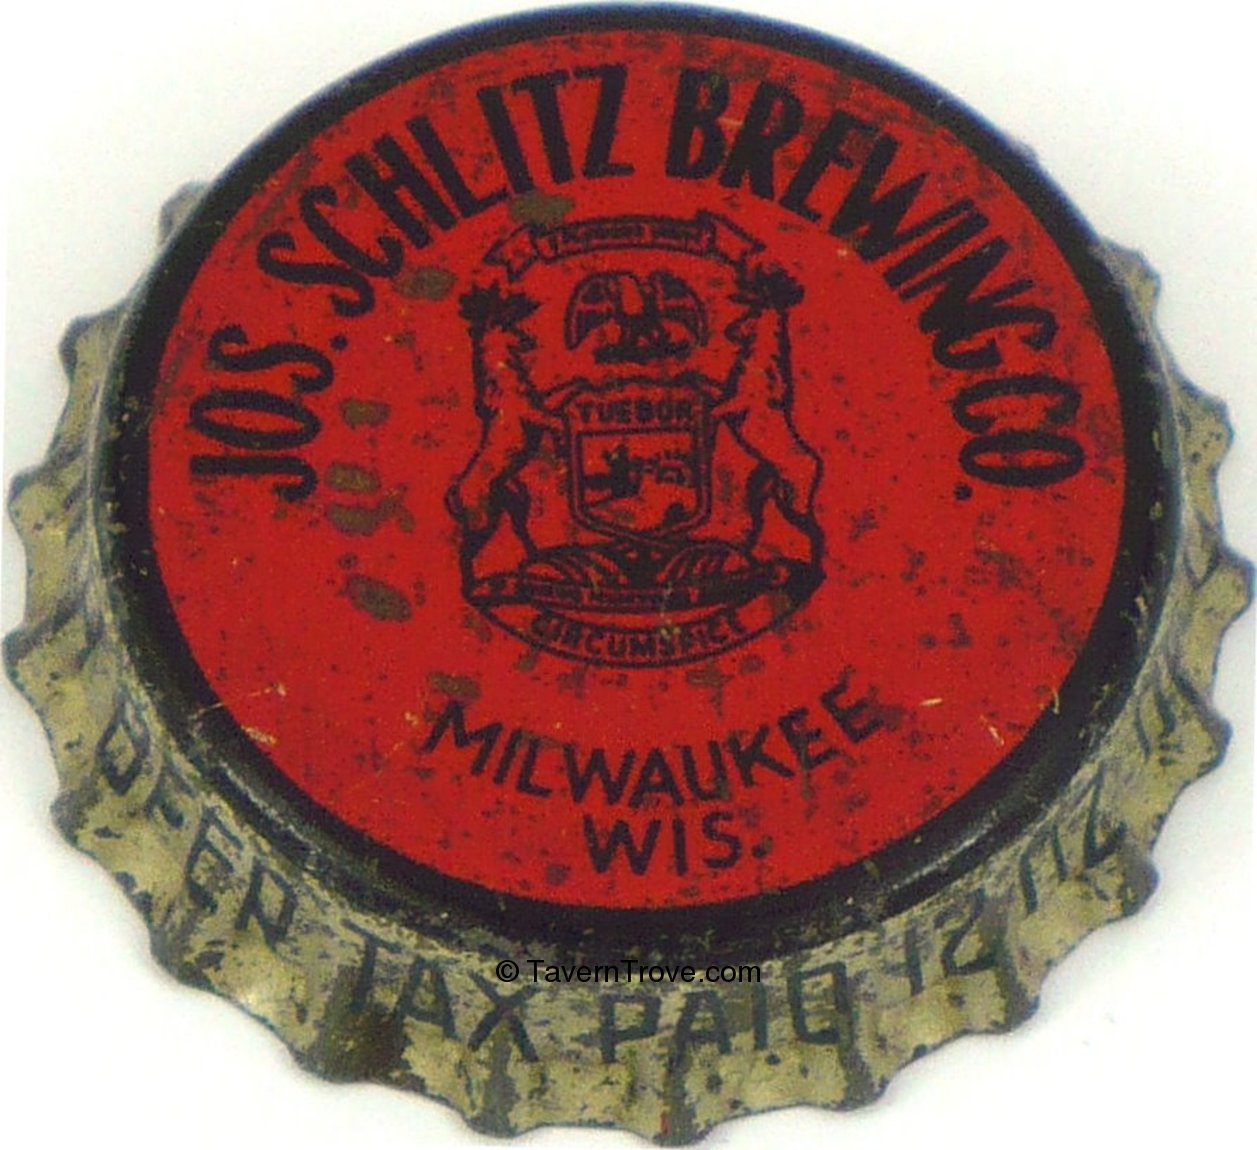 JOS. SCHLITZ BREWING CO.
TUEBOR
CIRCUMSPICE
MILWAUKEE
WIS.
BEER TAX PAID 12 OZ
© TavernTrove.com